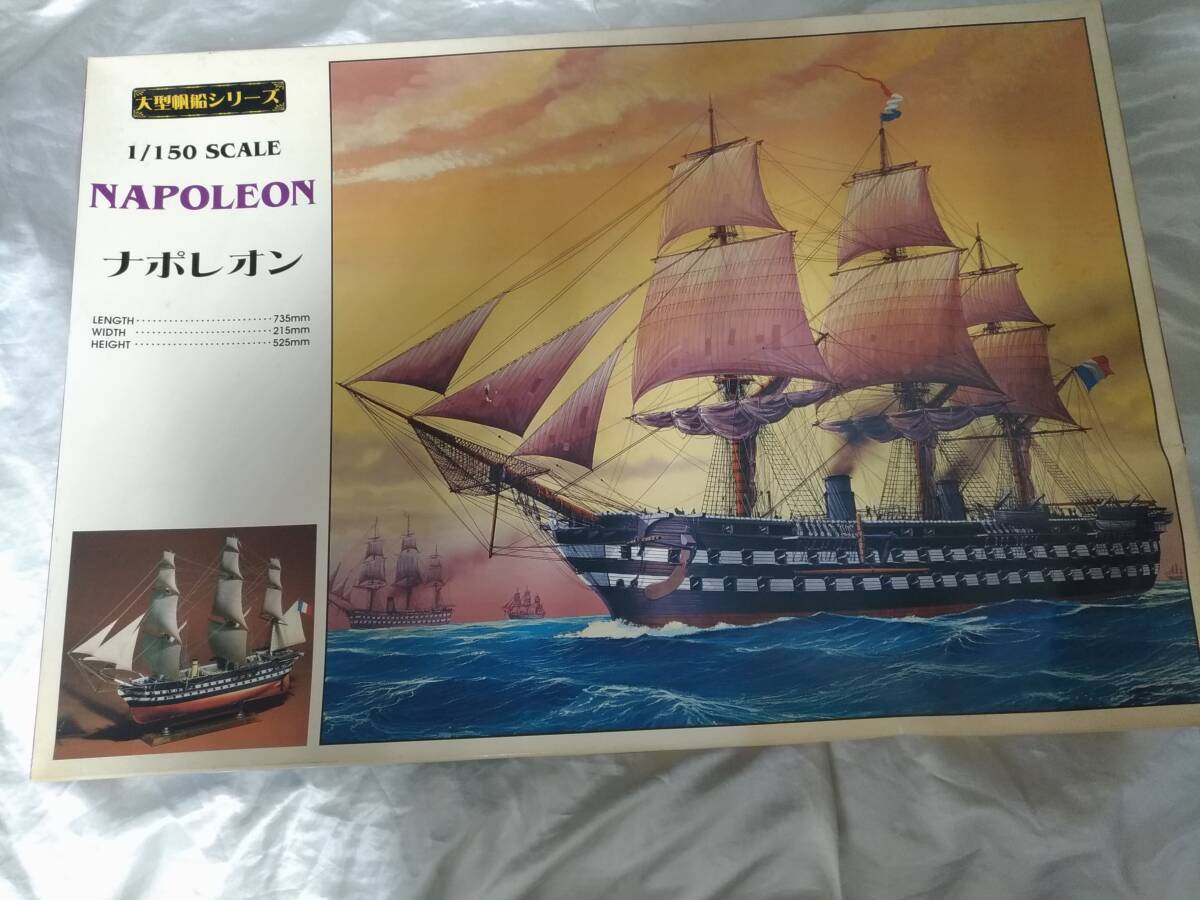 大型帆船シリーズ
1/150 SCALE
NAPOLEON
ナポレオン
LENGTH 735mm
WIDTH 215mm
HEIGHT 525mm